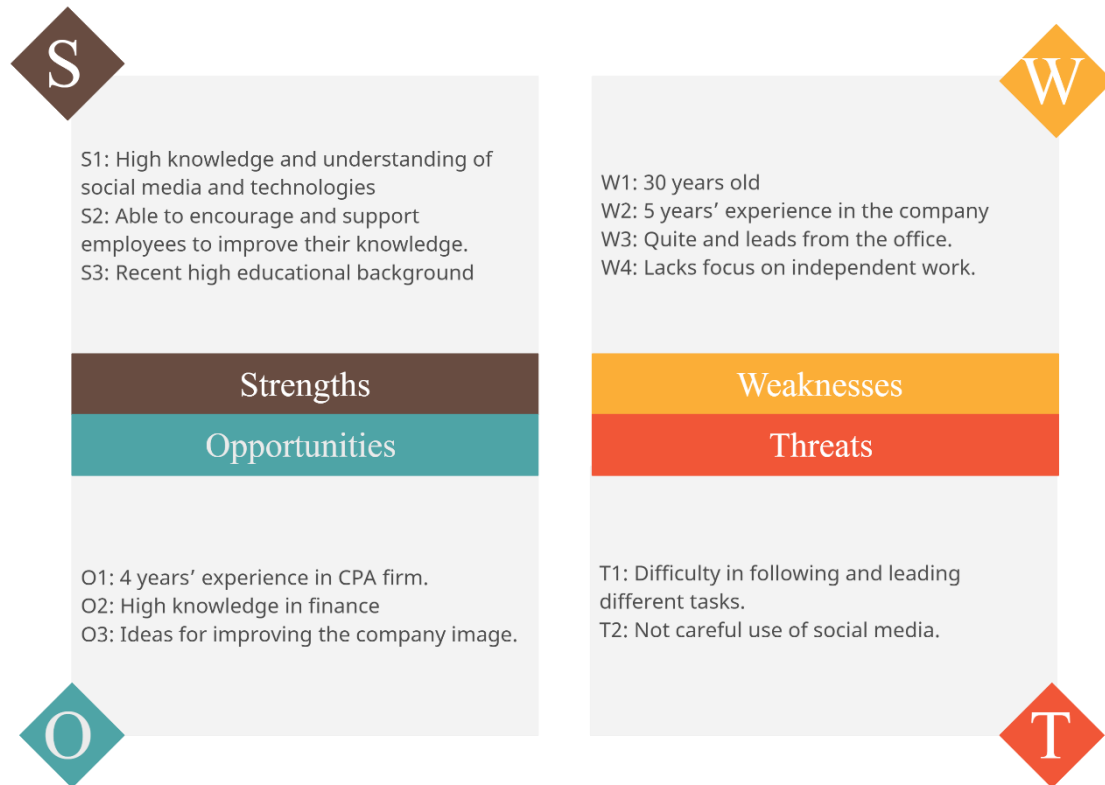 S
S1: High knowledge and understanding of
social media and technologies
S2: Able to encourage and support
employees to improve their knowledge.
S3: Recent high educational background
Strengths
W
W1: 30 years old
W2: 5 years’ experience in the company
W3: Quite and leads from the office.
W4: Lacks focus on independent work.
Weaknesses
Opportunities
O1: 4 years’ experience in CPA firm.
O2: High knowledge in finance
O3: Ideas for improving the company image.
O
Threats
T1: Difficulty in following and leading
different tasks.
T2: Not careful use of social media.
T